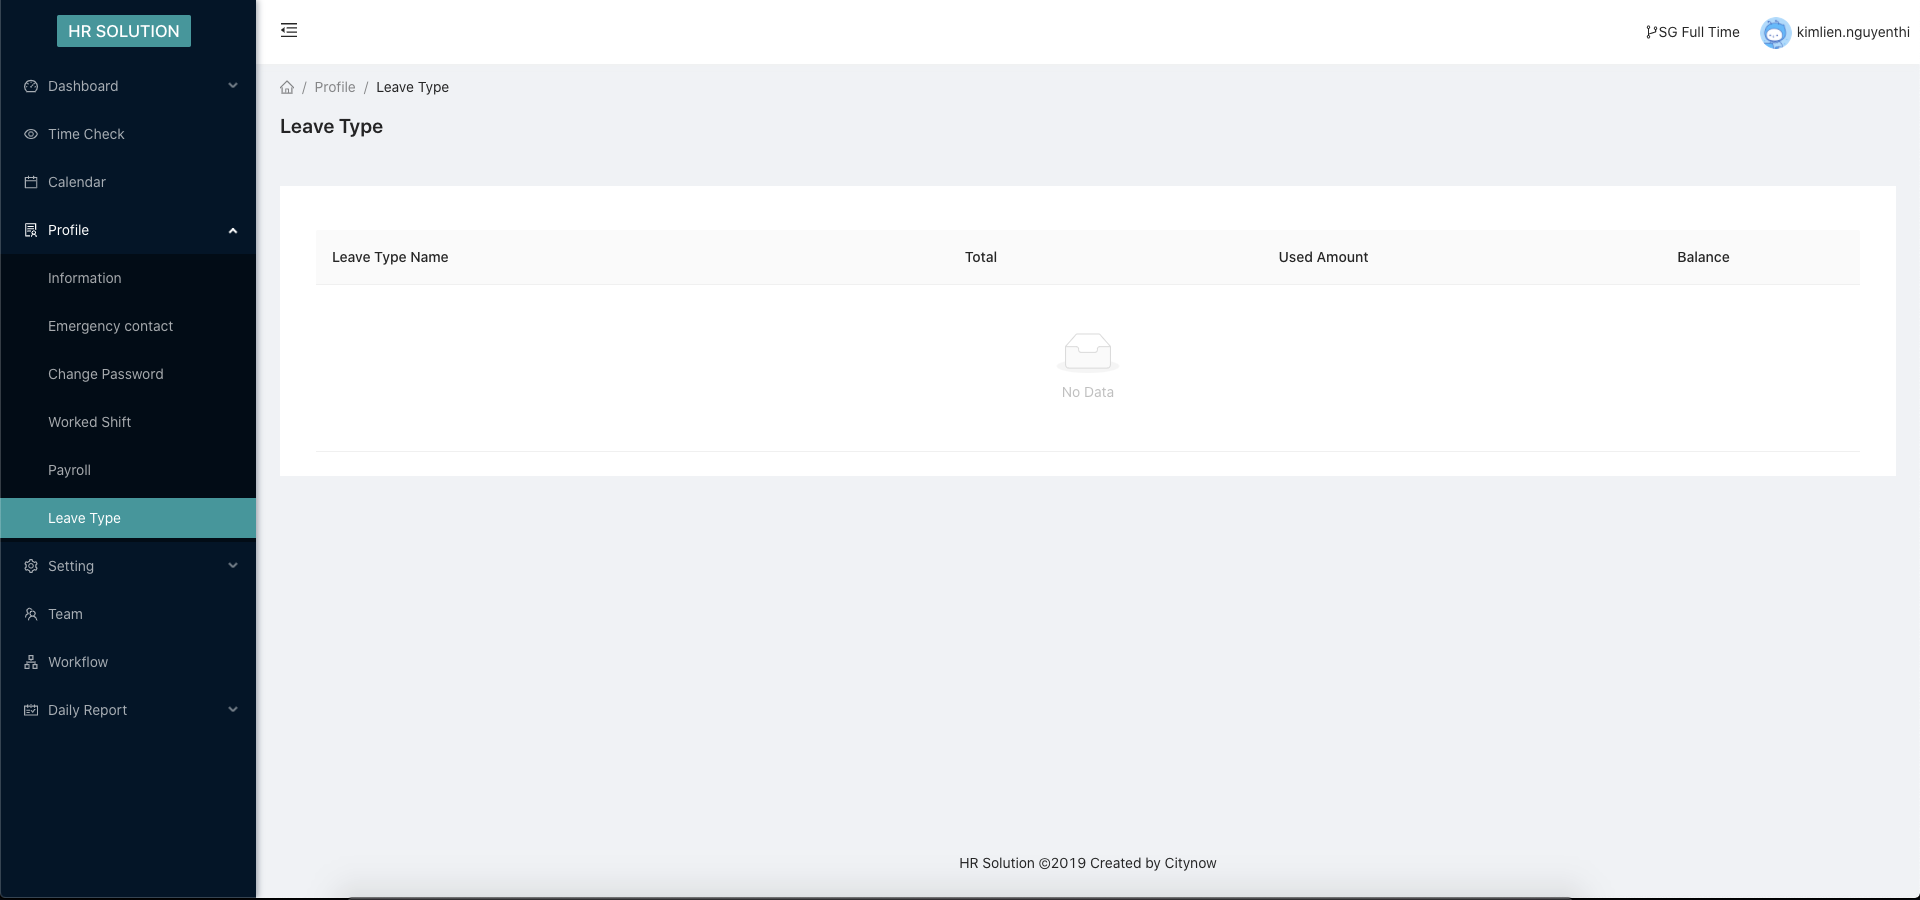 HR SOLUTION
Dashboard
Time Check
Calendar
Profile
Information
Emergency contact
Change Password
Worked Shift
Payroll
Leave Type
Setting
Team
Workflow
Daily Report
SG Full Time
kimlien.nguyenthi
/ Profile / Leave Type
Leave Type
Leave Type Name Total Used Amount Balance
No Data
HR Solution ©2019 Created by Citynow